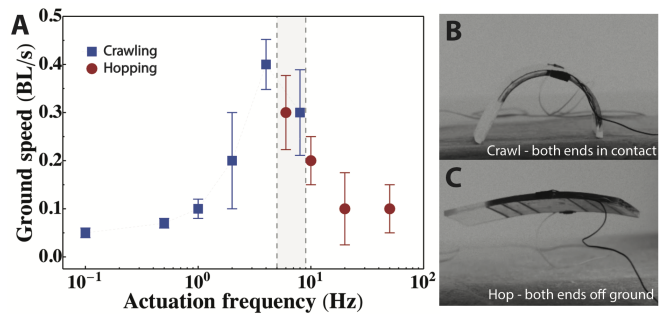 A
0.5
0.4
0.3
0.2
0.1
0.0
Ground speed (BL/s)
Crawling
Hopping
10⁻¹ 10⁰ 10¹ 10²
Actuation frequency (Hz)
B
Crawl - both ends in contact
C
Hop - both ends off ground